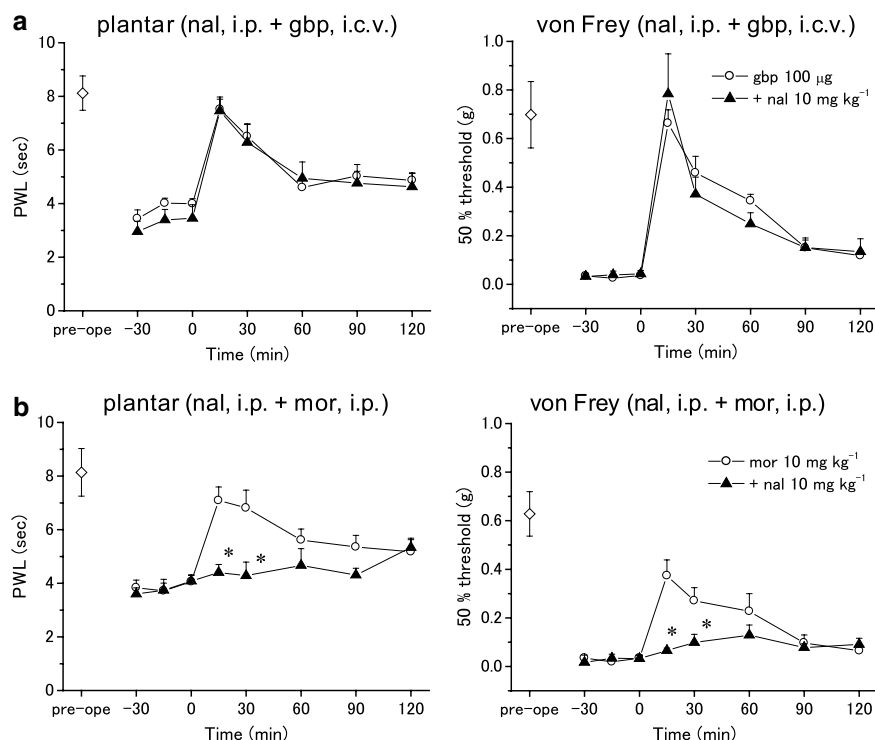 a
plantar (nal, i.p. + gbp, i.c.v.)
10
8
6
4
2
0
PWL (sec)
pre-ope −30 0 30 60 90 120
Time (min)
von Frey (nal, i.p. + gbp, i.c.v.)
1.0
0.8
0.6
0.4
0.2
0.0
50 % threshold (g)
gbp 100 μg
+ nal 10 mg kg⁻¹
pre-ope −30 0 30 60 90 120
Time (min)
b
plantar (nal, i.p. + mor, i.p.)
10
8
6
4
2
0
PWL (sec)
* *
pre-ope −30 0 30 60 90 120
Time (min)
von Frey (nal, i.p. + mor, i.p.)
1.0
0.8
0.6
0.4
0.2
0.0
50 % threshold (g)
mor 10 mg kg⁻¹
+ nal 10 mg kg⁻¹
* *
pre-ope −30 0 30 60 90 120
Time (min)